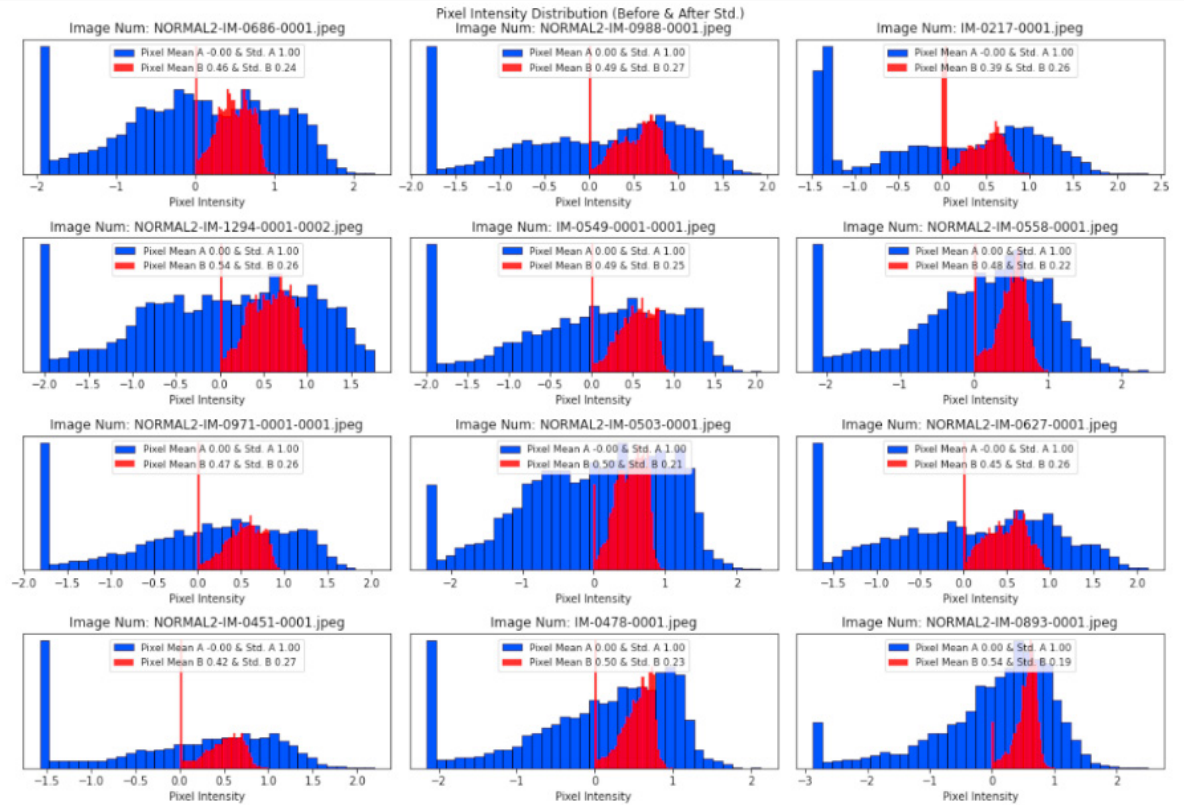 Pixel Intensity Distribution (Before & After Std.)
Image Num: NORMAL2-IM-0686-0001.jpeg
Pixel Mean A -0.00 & Std. A 1.00
Pixel Mean B 0.46 & Std. B 0.24
−2 −1 0 1 2
Pixel Intensity
Image Num: NORMAL2-IM-0988-0001.jpeg
Pixel Mean A 0.00 & Std. A 1.00
Pixel Mean B 0.49 & Std. B 0.27
−2.0 −1.5 −1.0 −0.5 0.0 0.5 1.0 1.5 2.0
Pixel Intensity
Image Num: IM-0217-0001.jpeg
Pixel Mean A -0.00 & Std. A 1.00
Pixel Mean B 0.39 & Std. B 0.26
−1.5 −1.0 −0.5 0.0 0.5 1.0 1.5 2.0 2.5
Pixel Intensity
Image Num: NORMAL2-IM-1294-0001-0002.jpeg
Pixel Mean A 0.00 & Std. A 1.00
Pixel Mean B 0.54 & Std. B 0.26
−2.0 −1.5 −1.0 −0.5 0.0 0.5 1.0 1.5
Pixel Intensity
Image Num: IM-0549-0001-0001.jpeg
Pixel Mean A 0.00 & Std. A 1.00
Pixel Mean B 0.49 & Std. B 0.25
−2.0 −1.5 −1.0 −0.5 0.0 0.5 1.0 1.5 2.0
Pixel Intensity
Image Num: NORMAL2-IM-0558-0001.jpeg
Pixel Mean A 0.00 & Std. A 1.00
Pixel Mean B 0.48 & Std. B 0.22
−2 −1 0 1 2
Pixel Intensity
Image Num: NORMAL2-IM-0971-0001-0001.jpeg
Pixel Mean A 0.00 & Std. A 1.00
Pixel Mean B 0.47 & Std. B 0.26
−2.0 −1.5 −1.0 −0.5 0.0 0.5 1.0 1.5 2.0
Pixel Intensity
Image Num: NORMAL2-IM-0503-0001.jpeg
Pixel Mean A -0.00 & Std. A 1.00
Pixel Mean B 0.50 & Std. B 0.21
−2 −1 0 1 2
Pixel Intensity
Image Num: NORMAL2-IM-0627-0001.jpeg
Pixel Mean A -0.00 & Std. A 1.00
Pixel Mean B 0.45 & Std. B 0.26
−1.5 −1.0 −0.5 0.0 0.5 1.0 1.5 2.0
Pixel Intensity
Image Num: NORMAL2-IM-0451-0001.jpeg
Pixel Mean A -0.00 & Std. A 1.00
Pixel Mean B 0.42 & Std. B 0.27
−1.5 −1.0 −0.5 0.0 0.5 1.0 1.5 2.0
Pixel Intensity
Image Num: IM-0478-0001.jpeg
Pixel Mean A 0.00 & Std. A 1.00
Pixel Mean B 0.50 & Std. B 0.23
−2 −1 0 1 2
Pixel Intensity
Image Num: NORMAL2-IM-0893-0001.jpeg
Pixel Mean A 0.00 & Std. A 1.00
Pixel Mean B 0.54 & Std. B 0.19
−3 −2 −1 0 1 2
Pixel Intensity